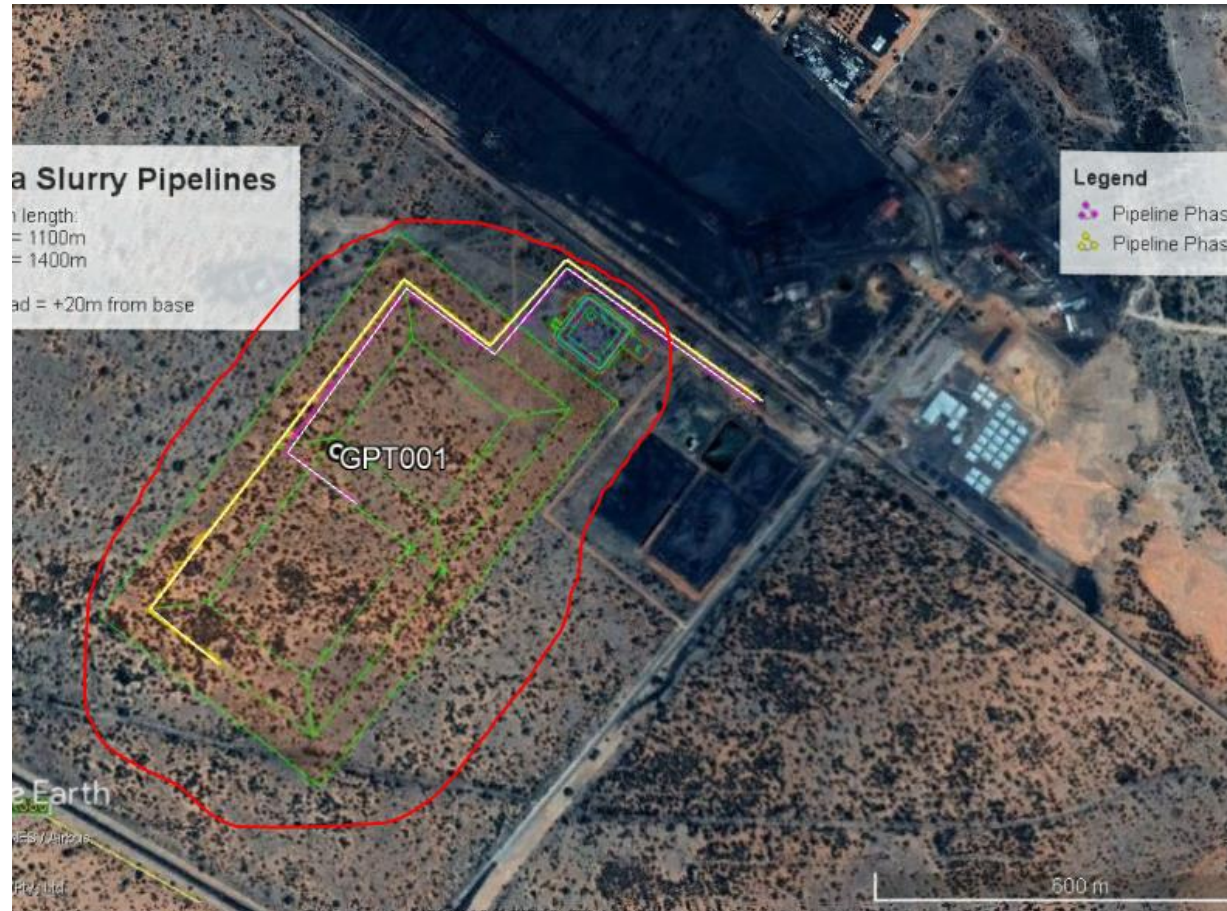 a Slurry Pipelines
length:
= 1100m
= 1400m
ad = +20m from base
Legend
Pipeline Phas
Pipeline Phas
GPT001
e Earth
600 m